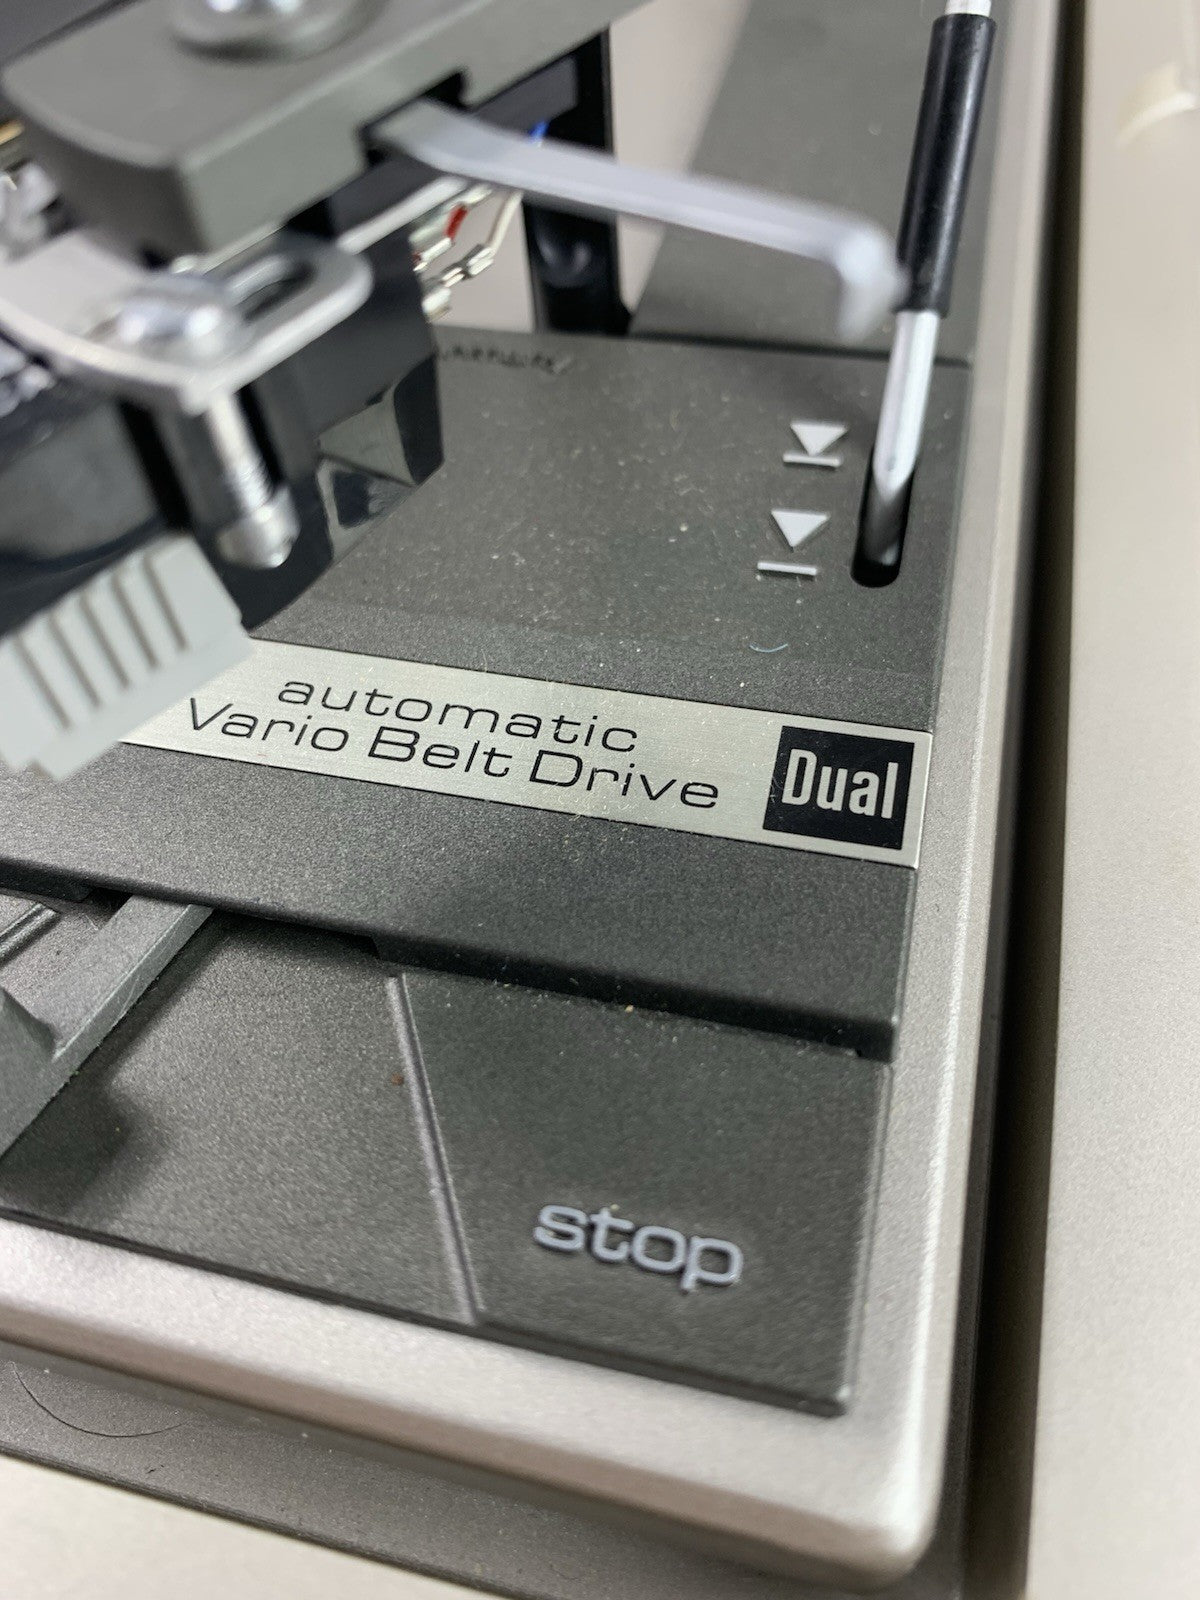 automatic
Vario Belt Drive
Dual
stop